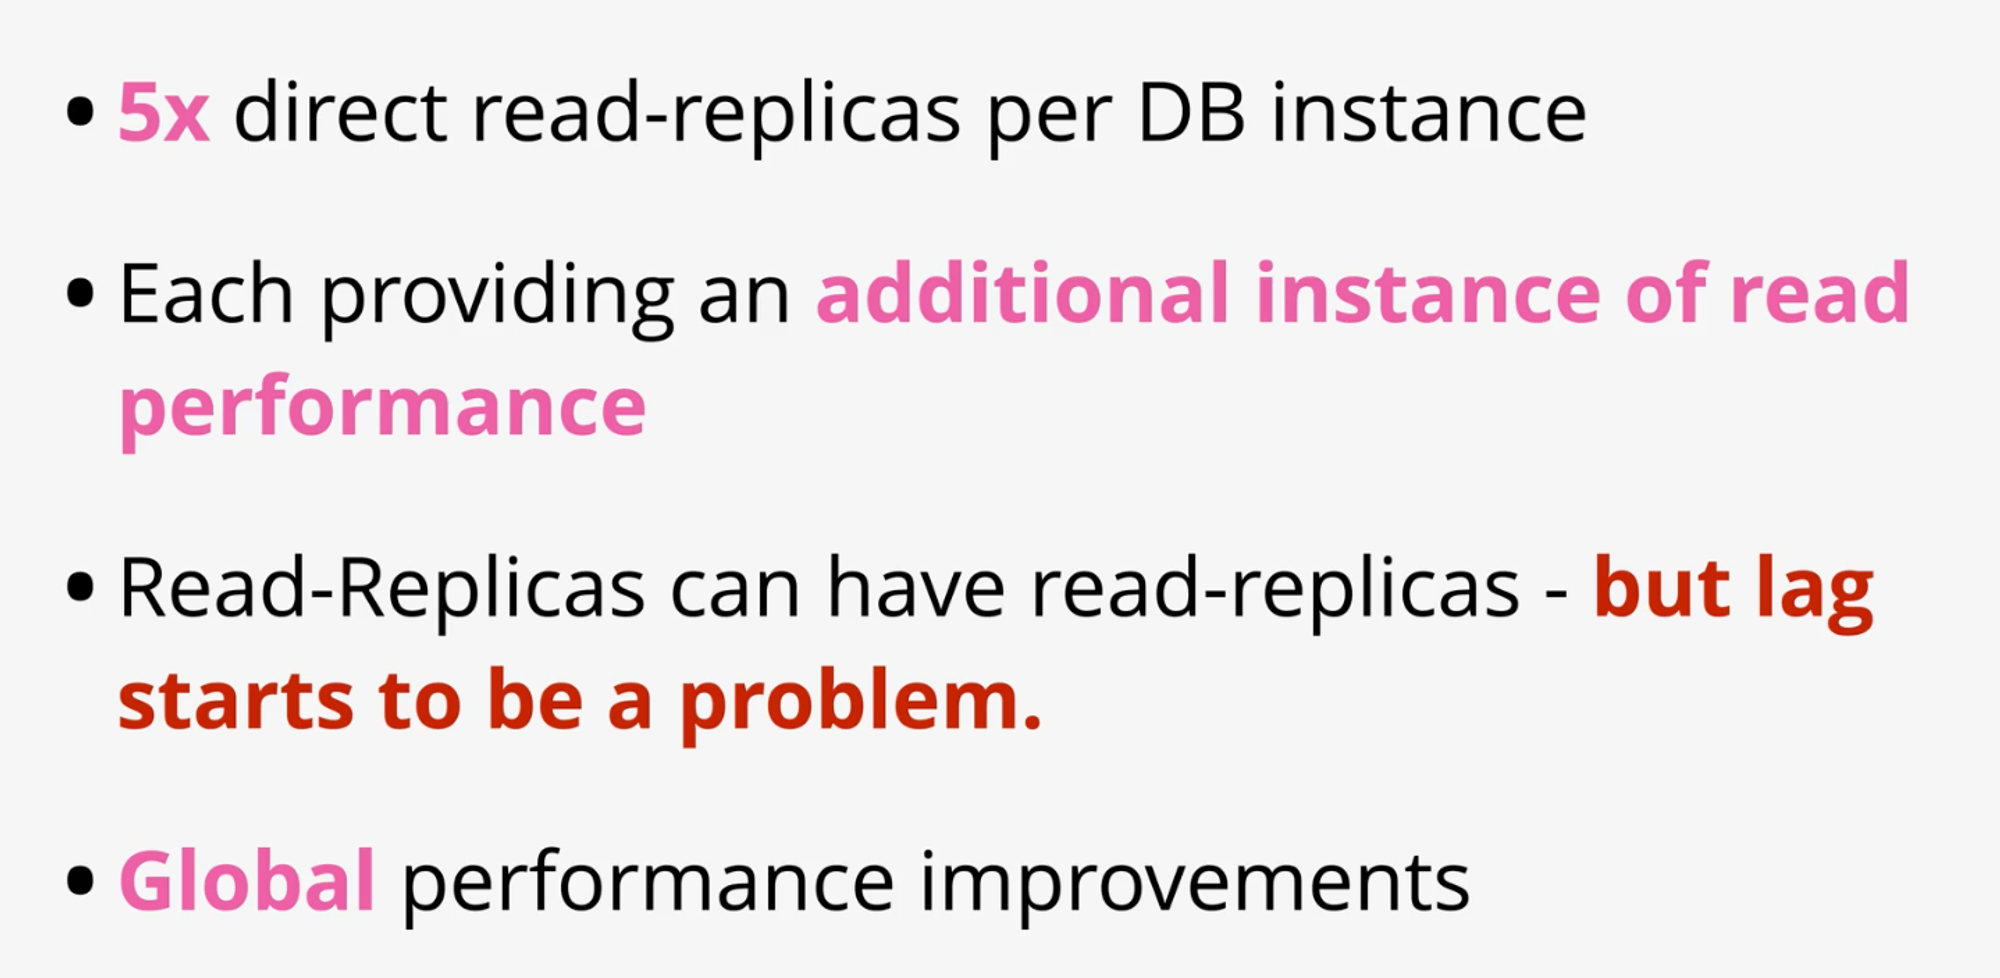 • 5x direct read-replicas per DB instance
• Each providing an additional instance of read
performance
• Read-Replicas can have read-replicas - but lag
starts to be a problem.
• Global performance improvements